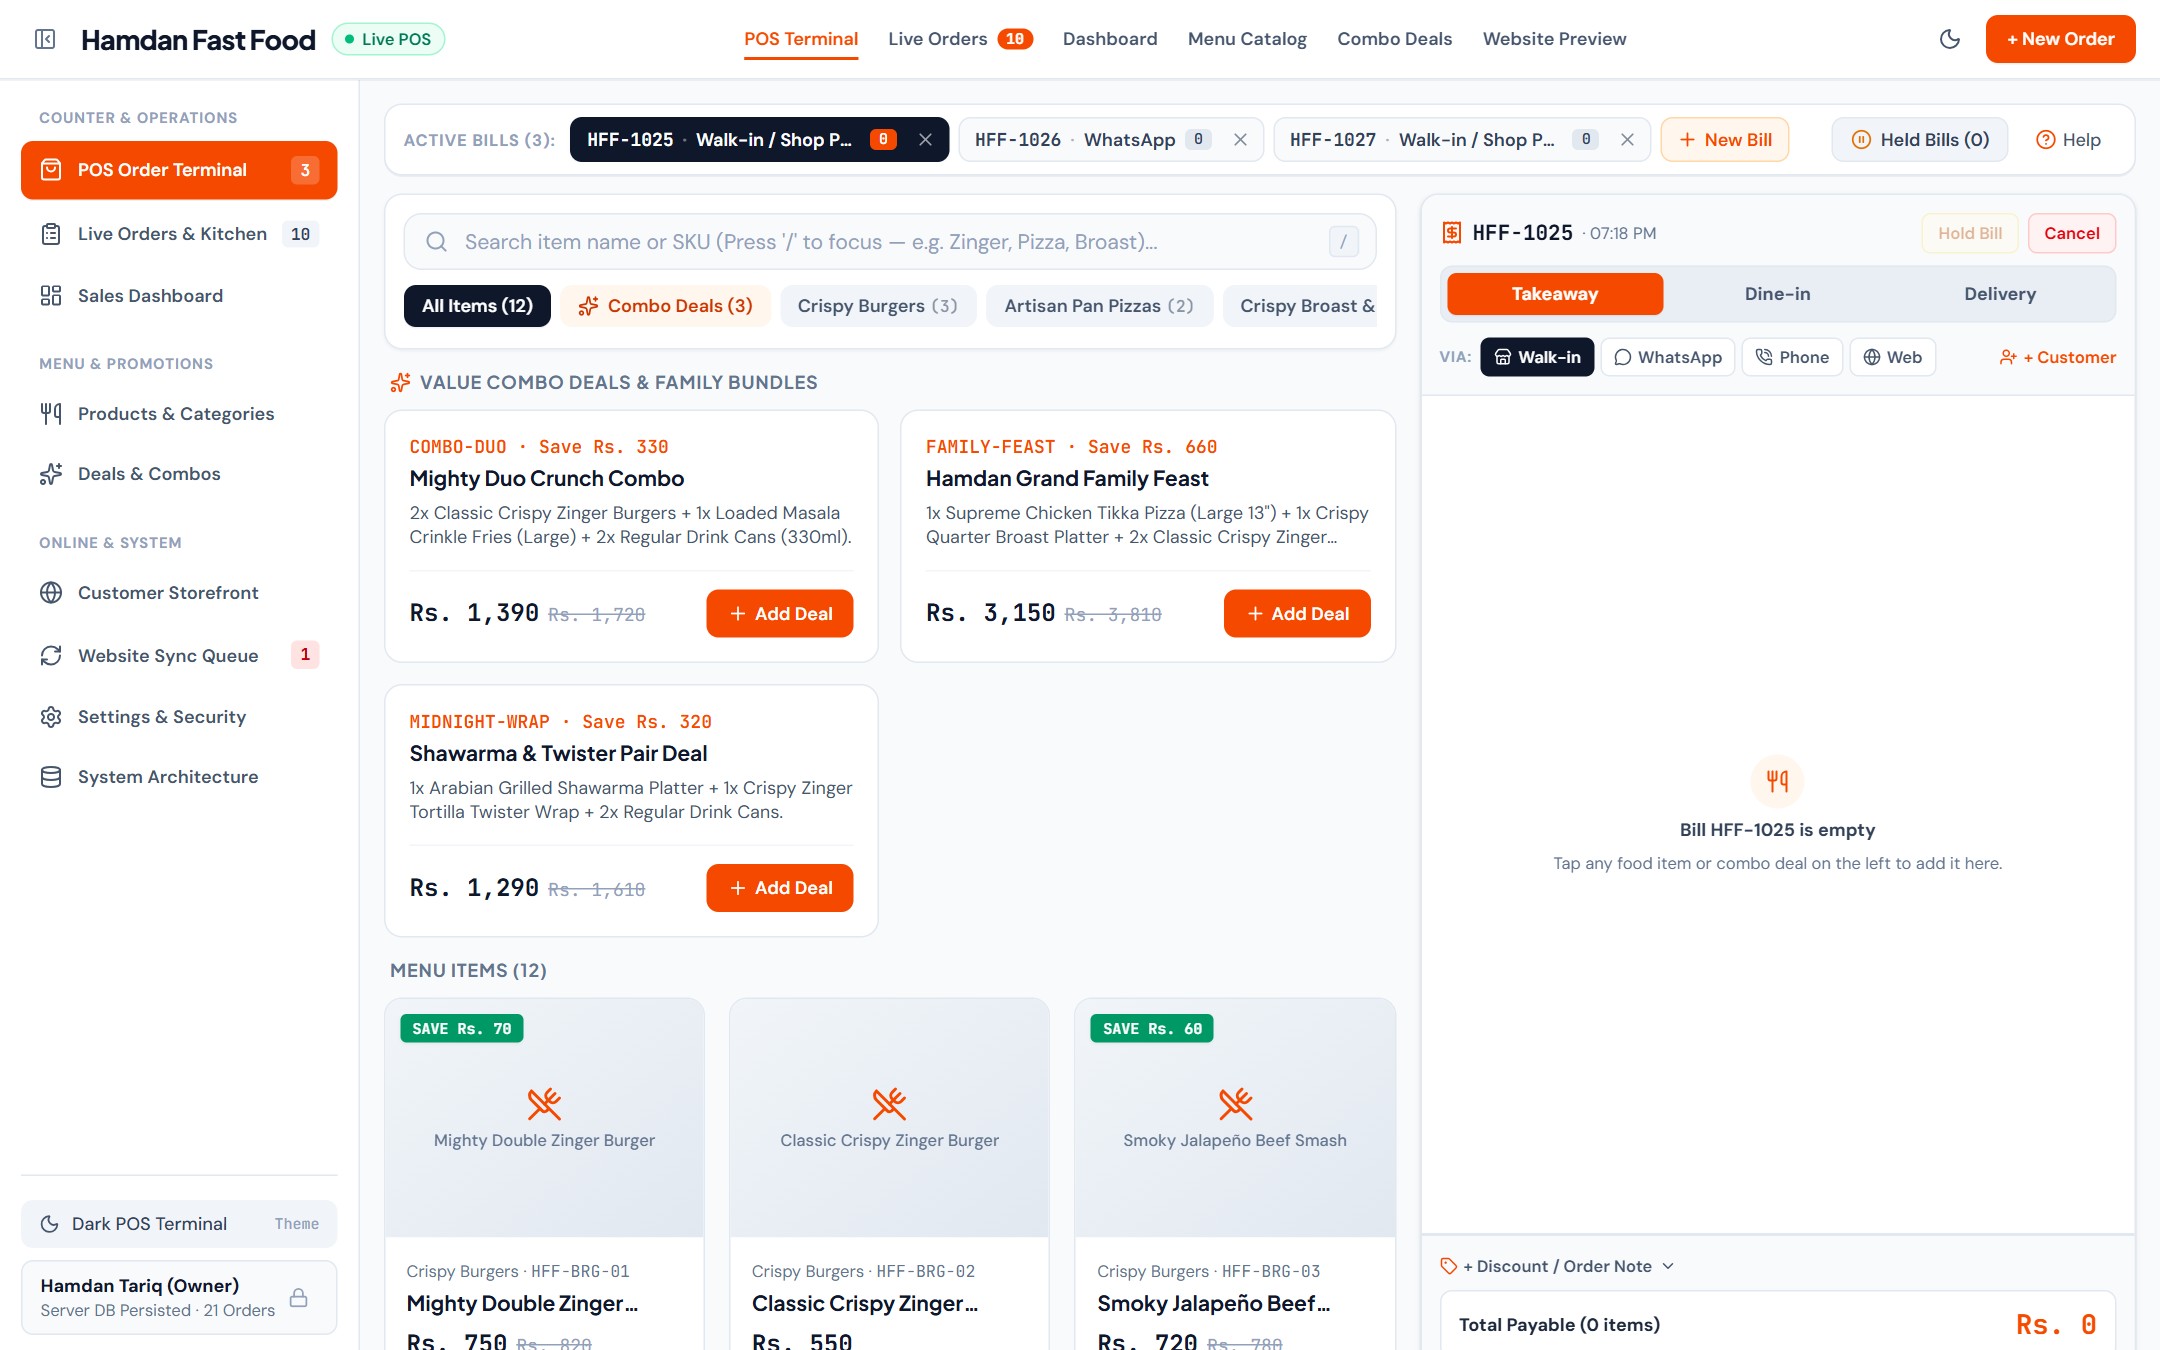 Hamdan Fast Food
Live POS
POS Terminal
Live Orders 10
Dashboard
Menu Catalog
Combo Deals
Website Preview
+ New Order
COUNTER & OPERATIONS
POS Order Terminal 3
Live Orders & Kitchen 10
Sales Dashboard
MENU & PROMOTIONS
Products & Categories
Deals & Combos
ONLINE & SYSTEM
Customer Storefront
Website Sync Queue 1
Settings & Security
System Architecture
Dark POS Terminal Theme
Hamdan Tariq (Owner)
Server DB Persisted · 21 Orders
ACTIVE BILLS (3):
HFF-1025 · Walk-in / Shop P... 0
HFF-1026 · WhatsApp 0
HFF-1027 · Walk-in / Shop P... 0
+ New Bill
Held Bills (0)
Help
Search item name or SKU (Press '/' to focus — e.g. Zinger, Pizza, Broast)... /
All Items (12)
Combo Deals (3)
Crispy Burgers (3)
Artisan Pan Pizzas (2)
Crispy Broast &
VALUE COMBO DEALS & FAMILY BUNDLES
COMBO-DUO · Save Rs. 330
Mighty Duo Crunch Combo
2x Classic Crispy Zinger Burgers + 1x Loaded Masala
Crinkle Fries (Large) + 2x Regular Drink Cans (330ml).
Rs. 1,390 Rs. 1,720
+ Add Deal
FAMILY-FEAST · Save Rs. 660
Hamdan Grand Family Feast
1x Supreme Chicken Tikka Pizza (Large 13") + 1x Crispy
Quarter Broast Platter + 2x Classic Crispy Zinger...
Rs. 3,150 Rs. 3,810
+ Add Deal
MIDNIGHT-WRAP · Save Rs. 320
Shawarma & Twister Pair Deal
1x Arabian Grilled Shawarma Platter + 1x Crispy Zinger
Tortilla Twister Wrap + 2x Regular Drink Cans.
Rs. 1,290 Rs. 1,610
+ Add Deal
MENU ITEMS (12)
SAVE Rs. 70
Mighty Double Zinger Burger
Crispy Burgers · HFF-BRG-01
Mighty Double Zinger...
Rs. 750 Rs. 820
Classic Crispy Zinger Burger
Crispy Burgers · HFF-BRG-02
Classic Crispy Zinger...
Rs. 550
SAVE Rs. 60
Smoky Jalapeño Beef Smash
Crispy Burgers · HFF-BRG-03
Smoky Jalapeño Beef...
Rs. 720 Rs. 780
HFF-1025 · 07:18 PM
Hold Bill
Cancel
Takeaway
Dine-in
Delivery
VIA:
Walk-in
WhatsApp
Phone
Web
+ Customer
Bill HFF-1025 is empty
Tap any food item or combo deal on the left to add it here.
+ Discount / Order Note
Total Payable (0 items)
Rs. 0